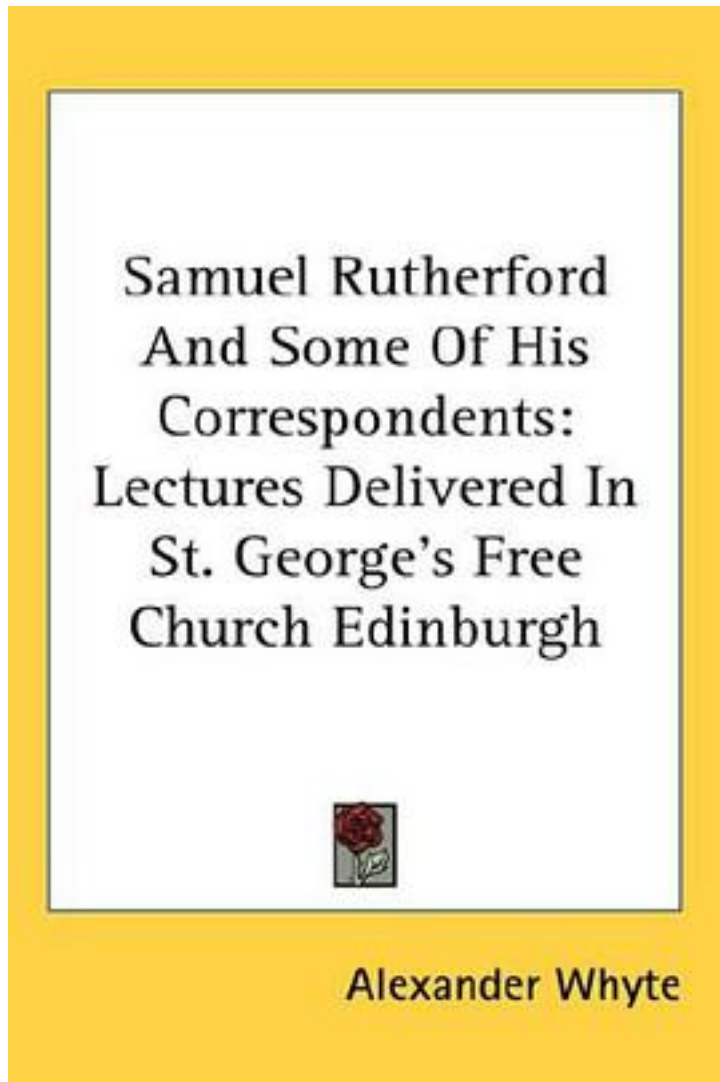 Samuel Rutherford
And Some Of His
Correspondents:
Lectures Delivered In
St. George's Free
Church Edinburgh
Alexander Whyte